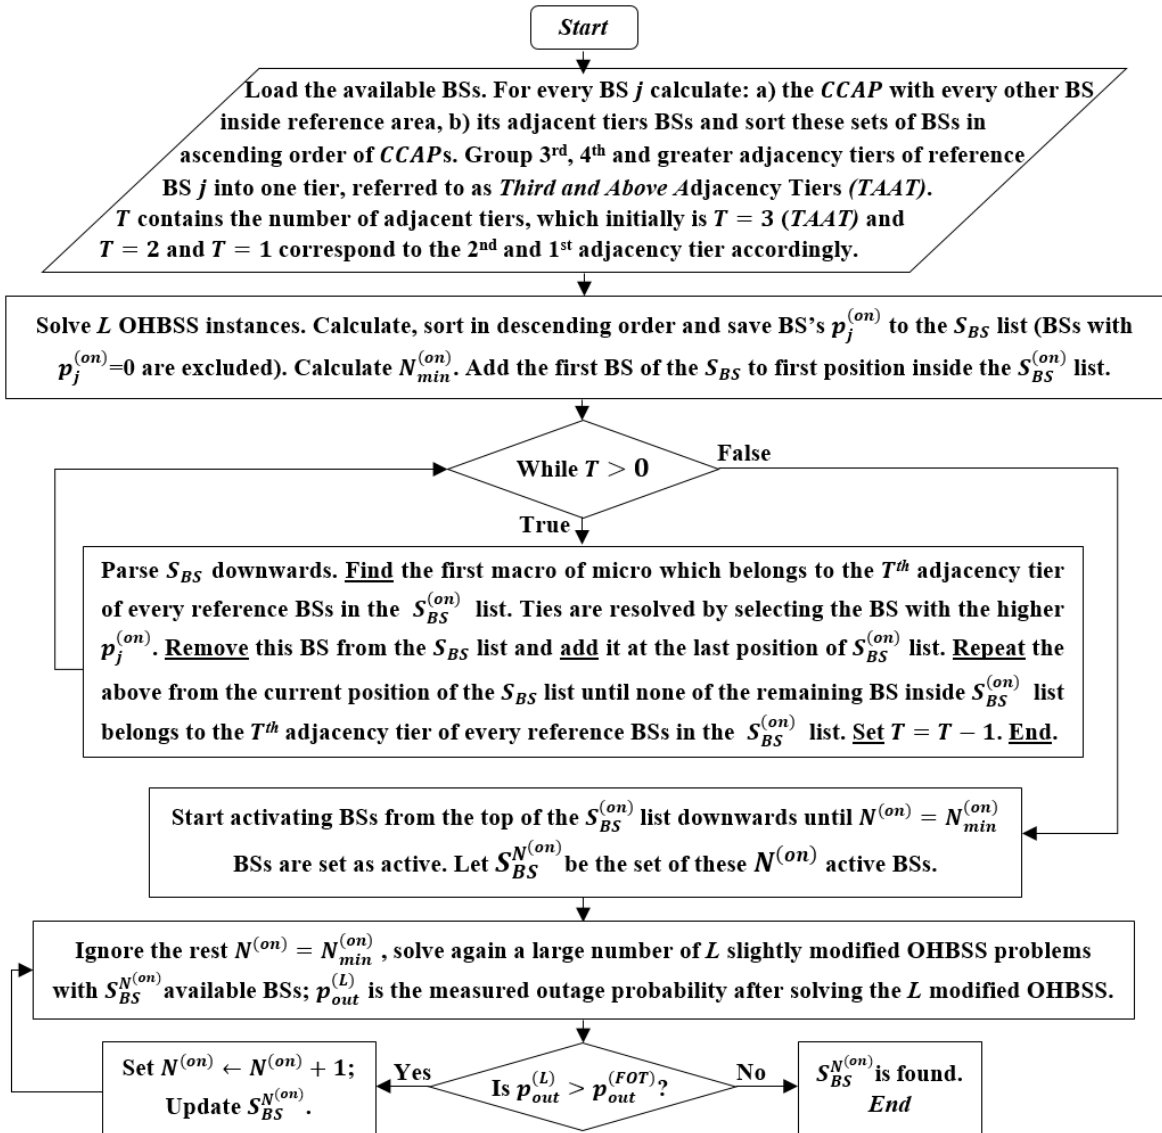 Start
Load the available BSs. For every BS j calculate: a) the CCAP with every other BS
inside reference area, b) its adjacent tiers BSs and sort these sets of BSs in
ascending order of CCAPs. Group 3rd, 4th and greater adjacency tiers of reference
BS j into one tier, referred to as Third and Above Adjacency Tiers (TAAT).
T contains the number of adjacent tiers, which initially is T = 3 (TAAT) and
T = 2 and T = 1 correspond to the 2nd and 1st adjacency tier accordingly.
Solve L OHBSS instances. Calculate, sort in descending order and save BS's p_j^(on) to the S_BS list (BSs with
p_j^(on)=0 are excluded). Calculate N_min^(on). Add the first BS of the S_BS to first position inside the S_BS^(on) list.
While T > 0
False
True
Parse S_BS downwards. Find the first macro of micro which belongs to the T^th adjacency tier
of every reference BSs in the S_BS^(on) list. Ties are resolved by selecting the BS with the higher
p_j^(on). Remove this BS from the S_BS list and add it at the last position of S_BS^(on) list. Repeat the
above from the current position of the S_BS list until none of the remaining BS inside S_BS^(on) list
belongs to the T^th adjacency tier of every reference BSs in the S_BS^(on) list. Set T = T − 1. End.
Start activating BSs from the top of the S_BS^(on) list downwards until N^(on) = N_min^(on)
BSs are set as active. Let S_BS^N^(on) be the set of these N^(on) active BSs.
Ignore the rest N^(on) = N_min^(on) , solve again a large number of L slightly modified OHBSS problems
with S_BS^N^(on) available BSs; p_out^(L) is the measured outage probability after solving the L modified OHBSS.
Set N^(on) ← N^(on) + 1;
Update S_BS^N^(on).
Yes
Is p_out^(L) > p_out^(FOT)?
No
S_BS^N^(on) is found.
End